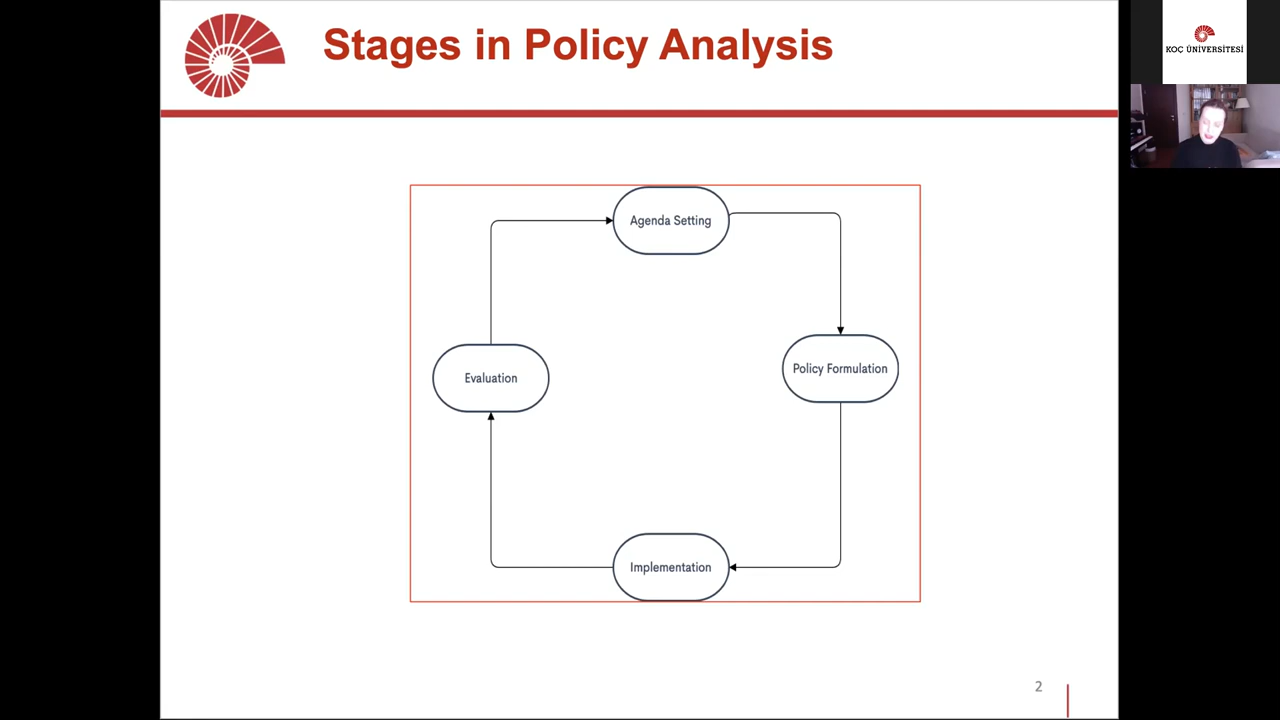 Stages in Policy Analysis
KOÇ ÜNİVERSİTESİ
Agenda Setting
Policy Formulation
Evaluation
Implementation
2